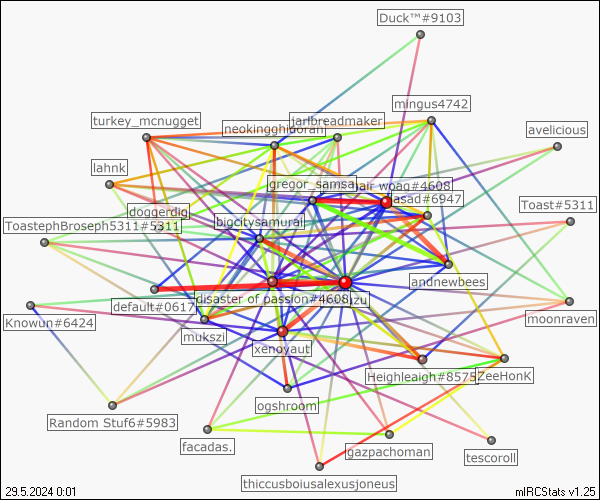 Duck™#9103
mingus4742
turkey_mcnugget
jarlbreadmaker
neokingghidorah
avelicious
lahnk
gregor_samsa
hair woag#4608
asad#6947
doggerdig
Toast#5311
ToastephBroseph5311#5311
bigcitysamurai
andnewbees
default#0617
disaster of passion#4608
moonraven
Knowun#6424
mukszi
xenoyaut
Heighleaigh#8575
ZeeHonK
ogshroom
Random Stuf6#5983
facadas.
gazpachoman
tescoroll
thiccusboiusalexusjoneus
29.5.2024 0:01
mIRCStats v1.25